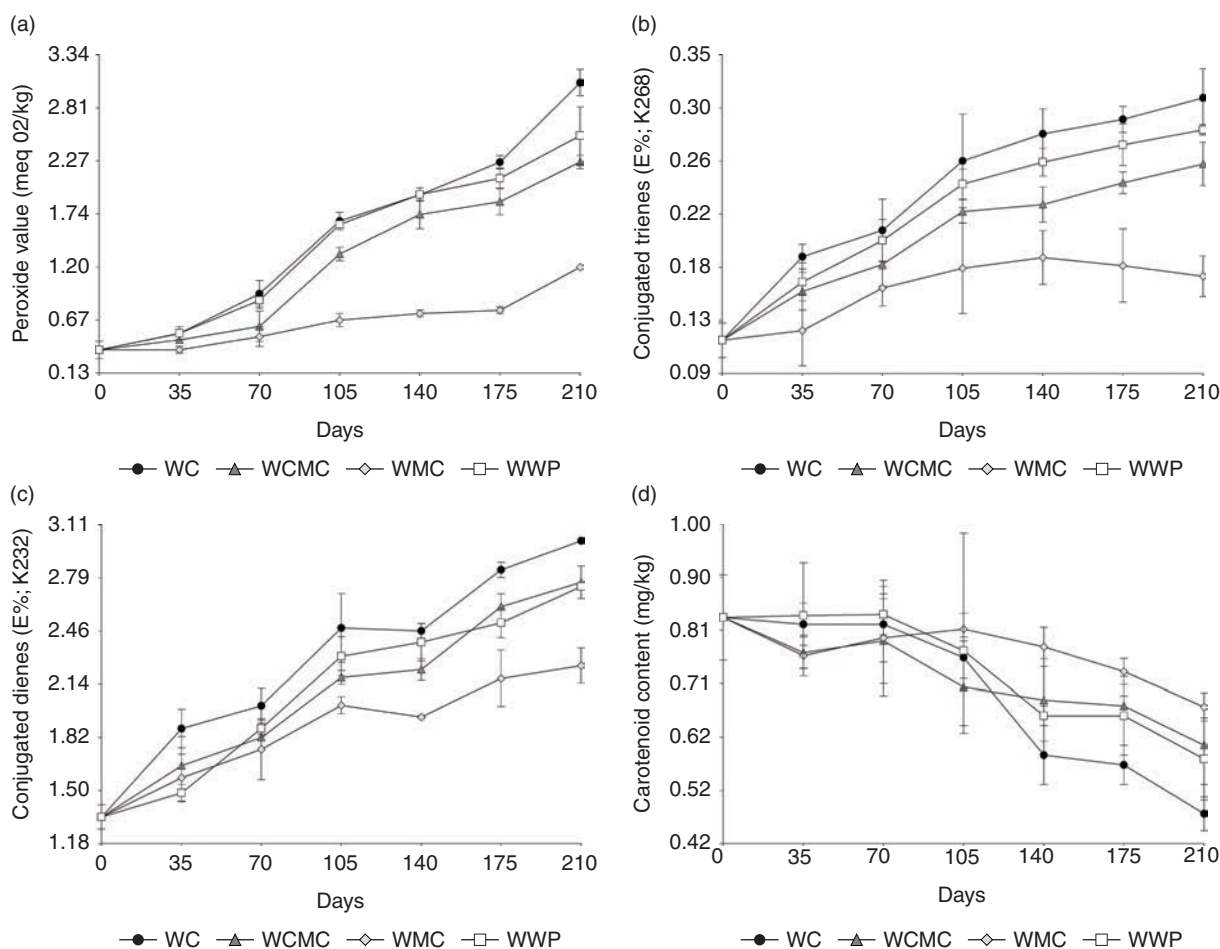 (a)
Peroxide value (meq 02/kg)
3.34
2.81
2.27
1.74
1.20
0.67
0.13
0 35 70 105 140 175 210
Days
WC WCMC WMC WWP
(b)
Conjugated trienes (E%; K268)
0.35
0.30
0.26
0.22
0.18
0.13
0.09
0 35 70 105 140 175 210
Days
WC WCMC WMC WWP
(c)
Conjugated dienes (E%; K232)
3.11
2.79
2.46
2.14
1.82
1.50
1.18
0 35 70 105 140 175 210
Days
WC WCMC WMC WWP
(d)
Carotenoid content (mg/kg)
1.00
0.90
0.81
0.71
0.62
0.52
0.42
0 35 70 105 140 175 210
Days
WC WCMC WMC WWP